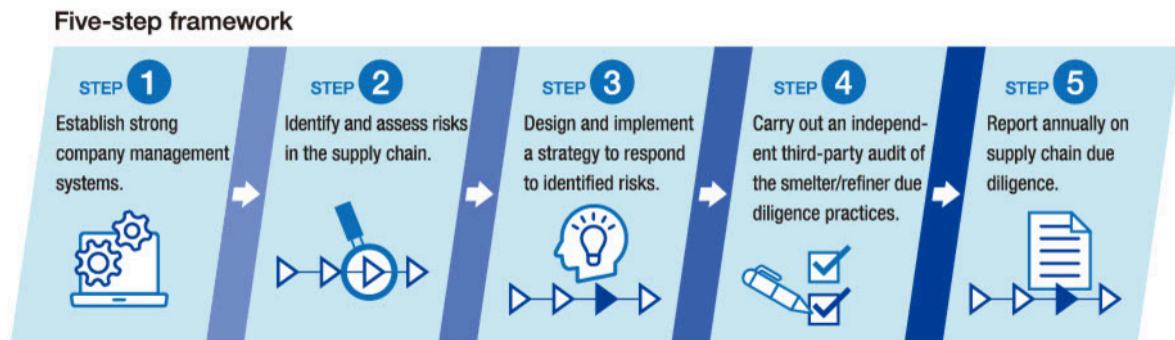 Five-step framework
STEP 1
Establish strong
company management
systems.
STEP 2
Identify and assess risks
in the supply chain.
STEP 3
Design and implement
a strategy to respond
to identified risks.
STEP 4
Carry out an independ-
ent third-party audit of
the smelter/refiner due
diligence practices.
STEP 5
Report annually on
supply chain due
diligence.